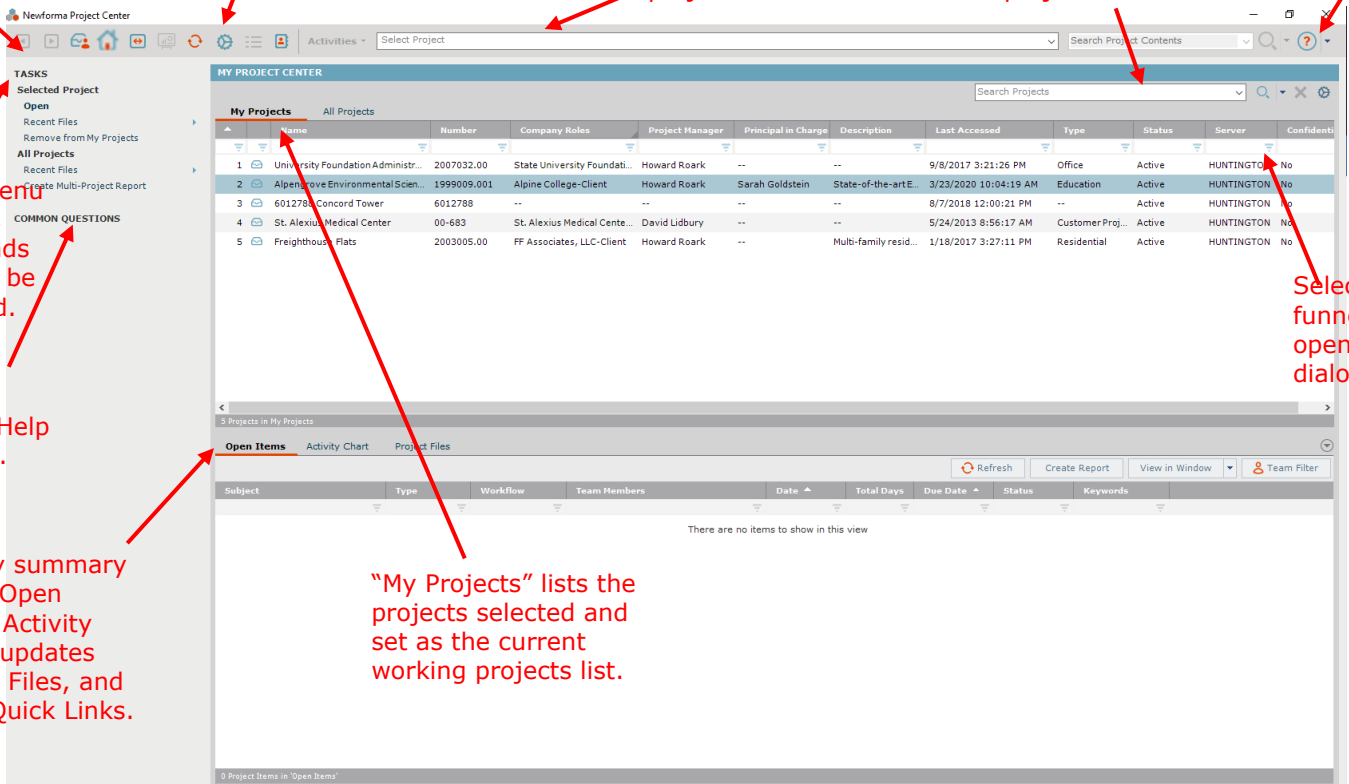 Newforma Project Center
Activities
Select Project
Search Project Contents
TASKS
Selected Project
Open
Recent Files
Remove from My Projects
All Projects
Recent Files
Create Multi-Project Report
COMMON QUESTIONS
enu
be
Help
summary
Open
Activity
updates
Files, and
Quick Links.
MY PROJECT CENTER
Search Projects
My Projects All Projects
Name Number Company Roles Project Manager Principal in Charge Description Last Accessed Type Status Server Confidenti
1 University Foundation Administr... 2007032.00 State University Foundati... Howard Roark -- -- 9/8/2017 3:21:26 PM Office Active HUNTINGTON No
2 Alpengrove Environmental Scien... 1999009.001 Alpine College-Client Howard Roark Sarah Goldstein State-of-the-art E... 3/23/2020 10:04:19 AM Education Active HUNTINGTON No
3 6012788 Concord Tower 6012788 -- -- -- -- 8/7/2018 12:00:21 PM -- Active HUNTINGTON No
4 St. Alexius Medical Center 00-683 St. Alexius Medical Cente... David Lidbury -- -- 5/24/2013 8:56:17 AM Customer Proj... Active HUNTINGTON No
5 Freighthouse Flats 2003005.00 FF Associates, LLC-Client Howard Roark -- Multi-family resid... 1/18/2017 3:27:11 PM Residential Active HUNTINGTON No
Selec
funne
open
dialo
5 Projects in My Projects
Open Items Activity Chart Project Files
Refresh Create Report View in Window Team Filter
Subject Type Workflow Team Members Date Total Days Due Date Status Keywords
There are no items to show in this view
“My Projects” lists the
projects selected and
set as the current
working projects list.
0 Project Items in 'Open Items'